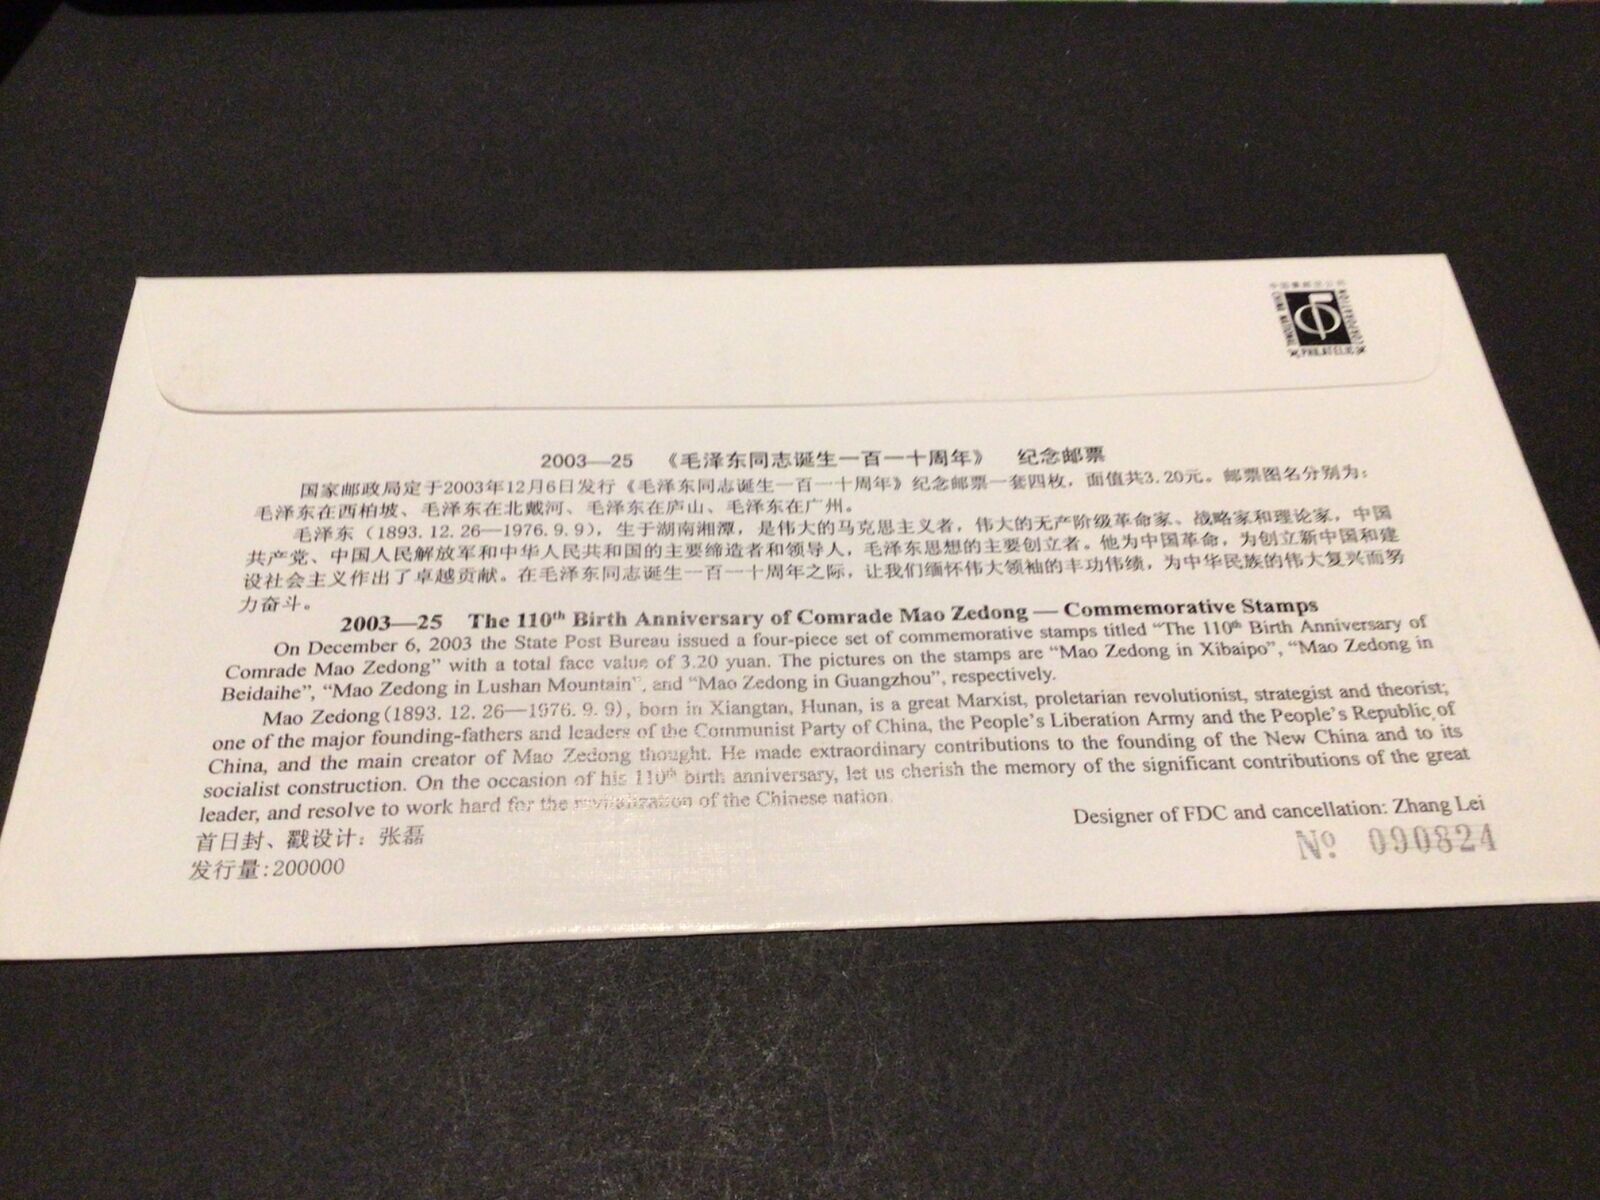 中国集邮总公司
CHINA NATIONAL
PHILATELIC
CORPORATION
2003—25 《毛泽东同志诞生一百一十周年》 纪念邮票
国家邮政局定于2003年12月6日发行《毛泽东同志诞生一百一十周年》纪念邮票一套四枚，面值共3.20元。邮票图名分别为：
毛泽东在西柏坡、毛泽东在北戴河、毛泽东在庐山、毛泽东在广州。
毛泽东（1893. 12. 26—1976. 9. 9），生于湖南湘潭，是伟大的马克思主义者，伟大的无产阶级革命家、战略家和理论家，中国
共产党、中国人民解放军和中华人民共和国的主要缔造者和领导人，毛泽东思想的主要创立者。他为中国革命，为创立新中国和建
设社会主义作出了卓越贡献。在毛泽东同志诞生一百一十周年之际，让我们缅怀伟大领袖的丰功伟绩，为中华民族的伟大复兴而努
力奋斗。
2003—25 The 110th Birth Anniversary of Comrade Mao Zedong — Commemorative Stamps
On December 6, 2003 the State Post Bureau issued a four-piece set of commemorative stamps titled “The 110th Birth Anniversary of
Comrade Mao Zedong” with a total face value of 3.20 yuan. The pictures on the stamps are “Mao Zedong in Xibaipo”, “Mao Zedong in
Beidaihe”, “Mao Zedong in Lushan Mountain”, and “Mao Zedong in Guangzhou”, respectively.
Mao Zedong (1893. 12. 26—1976. 9. 9), born in Xiangtan, Hunan, is a great Marxist, proletarian revolutionist, strategist and theorist;
one of the major founding-fathers and leaders of the Communist Party of China, the People’s Liberation Army and the People’s Republic of
China, and the main creator of Mao Zedong thought. He made extraordinary contributions to the founding of the New China and to its
socialist construction. On the occasion of his 110th birth anniversary, let us cherish the memory of the significant contributions of the great
leader, and resolve to work hard for the revitalization of the Chinese nation.
首日封、戳设计：张磊
Designer of FDC and cancellation: Zhang Lei
发行量:200000
№ 090824